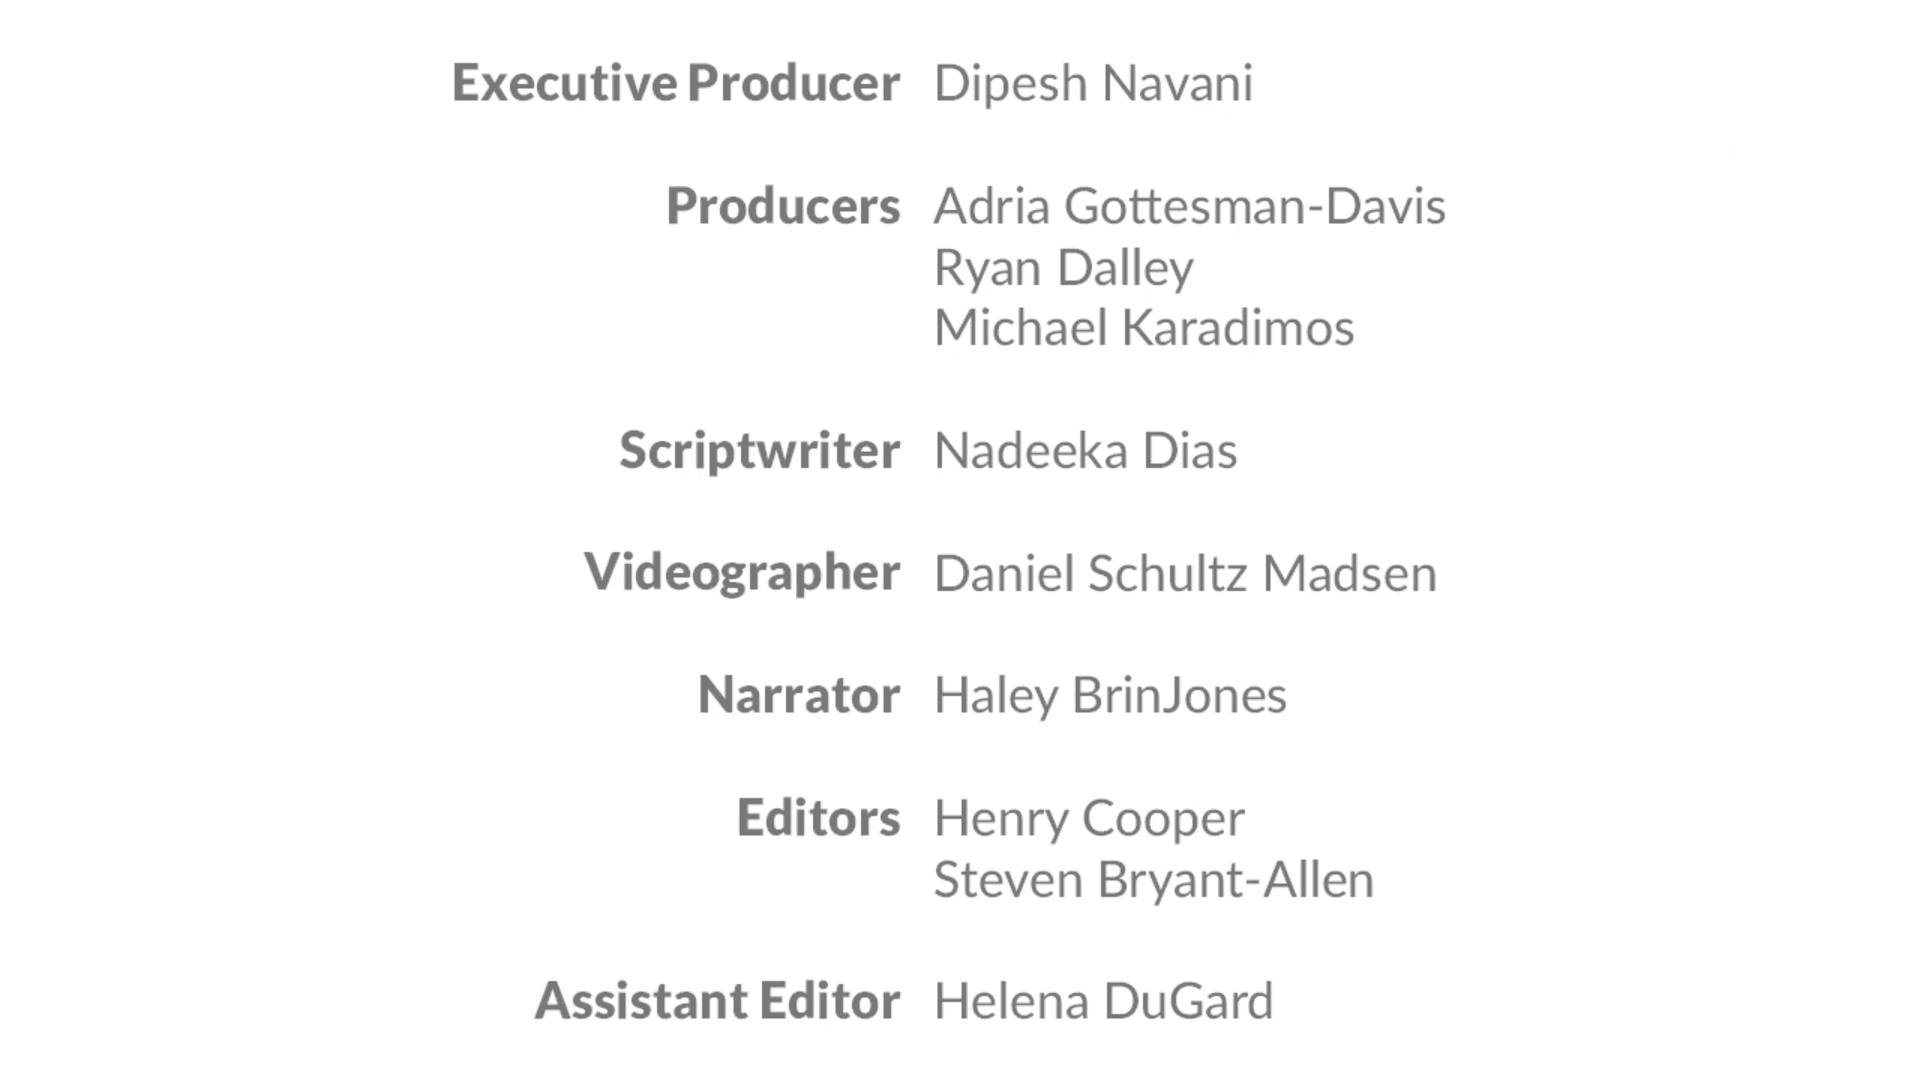 Executive Producer Dipesh Navani
Producers Adria Gottesman-Davis
Ryan Dalley
Michael Karadimos
Scriptwriter Nadeeka Dias
Videographer Daniel Schultz Madsen
Narrator Haley BrinJones
Editors Henry Cooper
Steven Bryant-Allen
Assistant Editor Helena DuGard